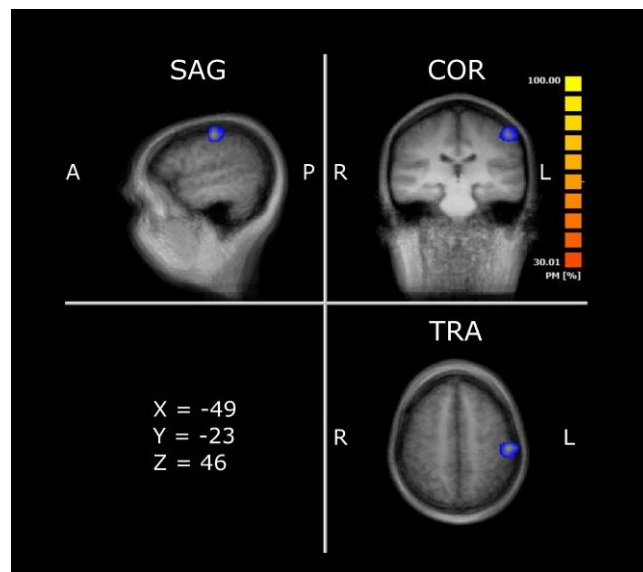 SAG
COR
100.00
A
P
R
L
30.01
PM [%]
TRA
X = -49
Y = -23
Z = 46
R
L